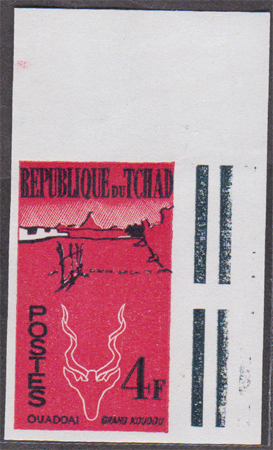 REPUBLIQUE DU TCHAD
POSTES
4F
OUADDAI GRAND KOUDOU